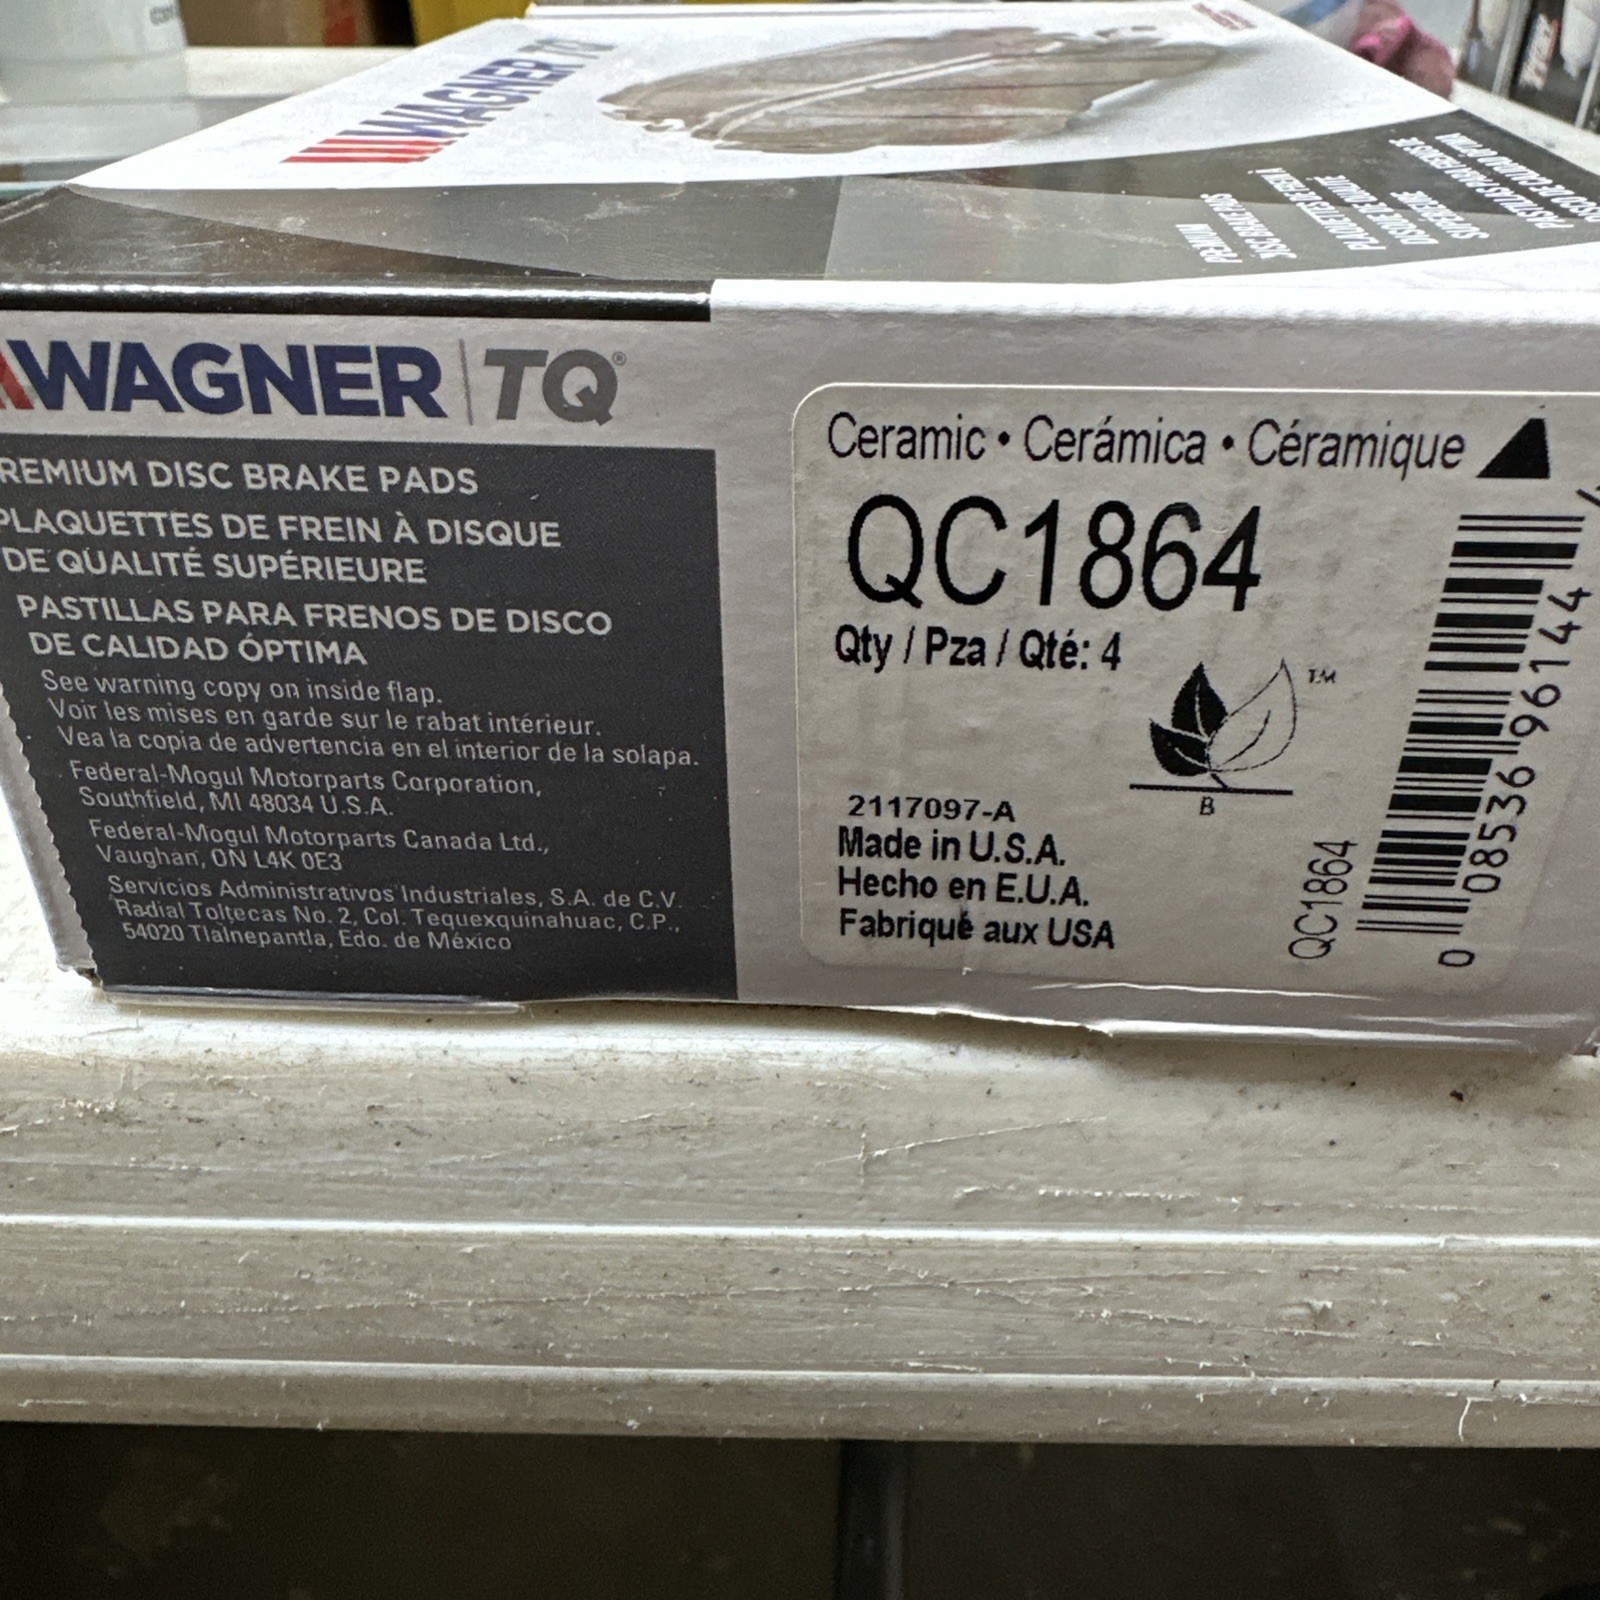 WAGNER TQ
PREMIUM
DISC BRAKE PADS
WAGNER TQ®
REMIUM DISC BRAKE PADS
PLAQUETTES DE FREIN À DISQUE
DE QUALITÉ SUPÉRIEURE
PASTILLAS PARA FRENOS DE DISCO
DE CALIDAD ÓPTIMA
See warning copy on inside flap.
Voir les mises en garde sur le rabat intérieur.
Vea la copia de advertencia en el interior de la solapa.
Federal-Mogul Motorparts Corporation,
Southfield, MI 48034 U.S.A.
Federal-Mogul Motorparts Canada Ltd.,
Vaughan, ON L4K 0E3
Servicios Administrativos Industriales, S.A. de C.V.
Radial Toltecas No. 2, Col. Tequexquinahuac, C.P.,
54020 Tlalnepantla, Edo. de México
Ceramic • Cerámica • Céramique
QC1864
Qty / Pza / Qté: 4
TM
B
2117097-A
Made in U.S.A.
Hecho en E.U.A.
Fabriqué aux USA
QC1864
0 08536 96144